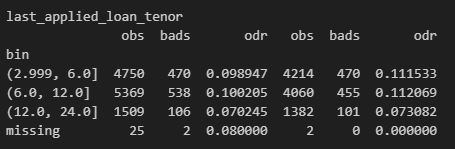 last_applied_loan_tenor
obs bads odr obs bads odr
bin
(2.999, 6.0] 4750 470 0.098947 4214 470 0.111533
(6.0, 12.0] 5369 538 0.100205 4060 455 0.112069
(12.0, 24.0] 1509 106 0.070245 1382 101 0.073082
missing 25 2 0.080000 2 0 0.000000